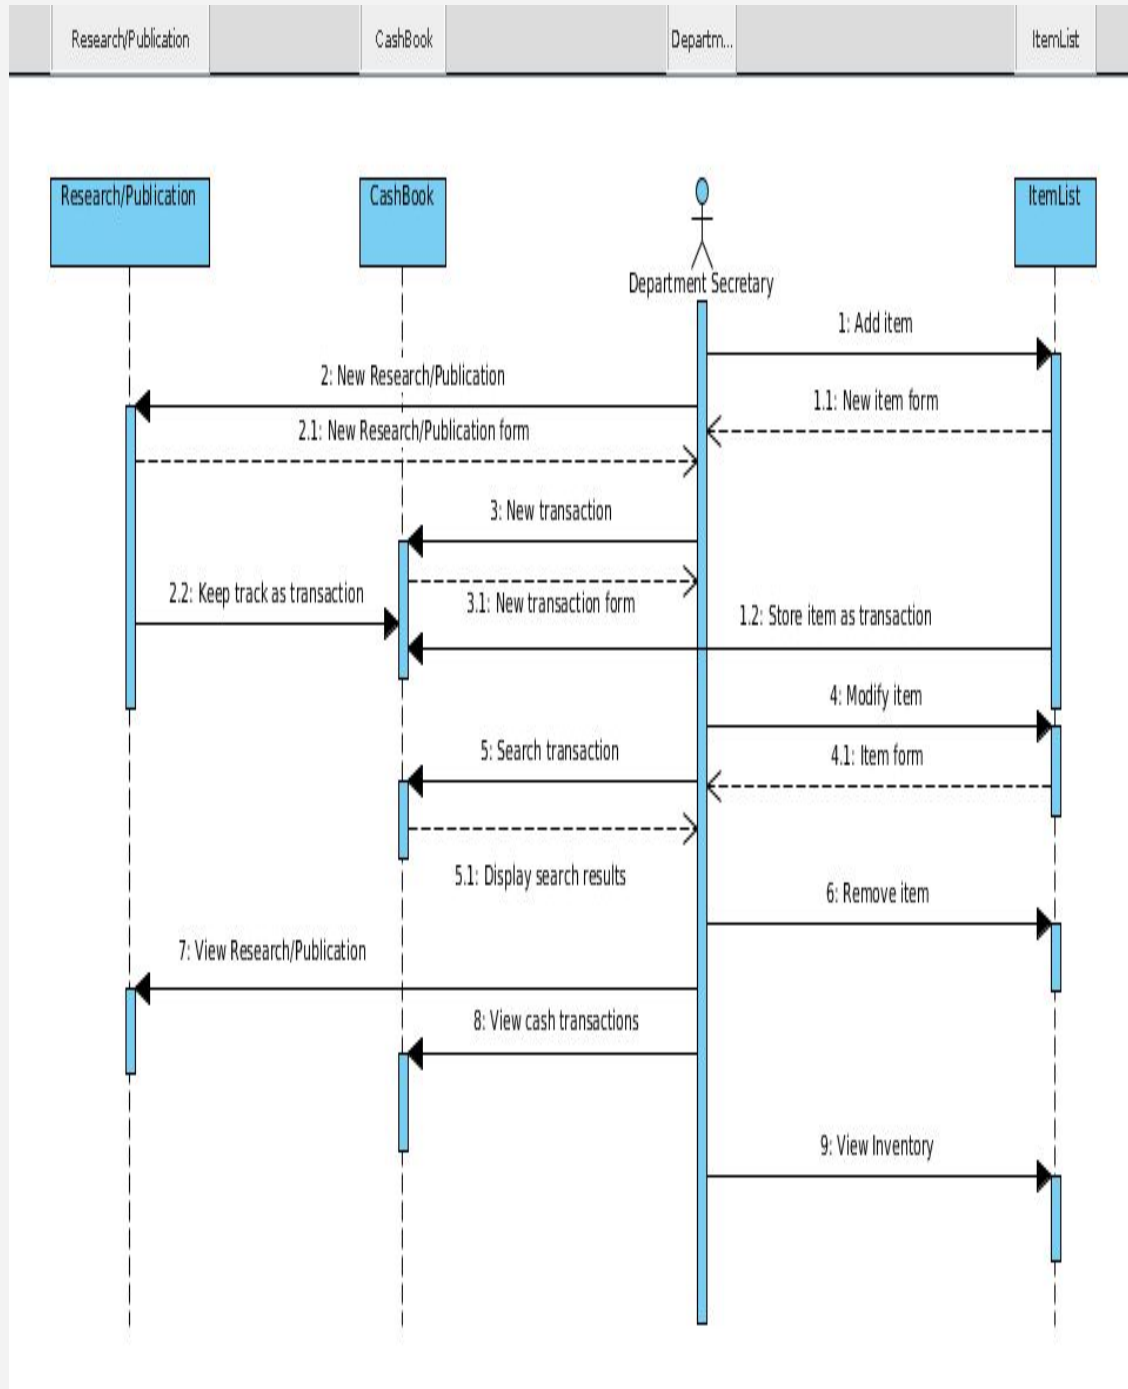 Research/Publication
CashBook
Departm...
ItemList
Research/Publication
CashBook
ItemList
Department Secretary
1: Add item
2: New Research/Publication
1.1: New item form
2.1: New Research/Publication form
3: New transaction
2.2: Keep track as transaction
3.1: New transaction form
1.2: Store item as transaction
4: Modify item
5: Search transaction
4.1: Item form
5.1: Display search results
6: Remove item
7: View Research/Publication
8: View cash transactions
9: View Inventory